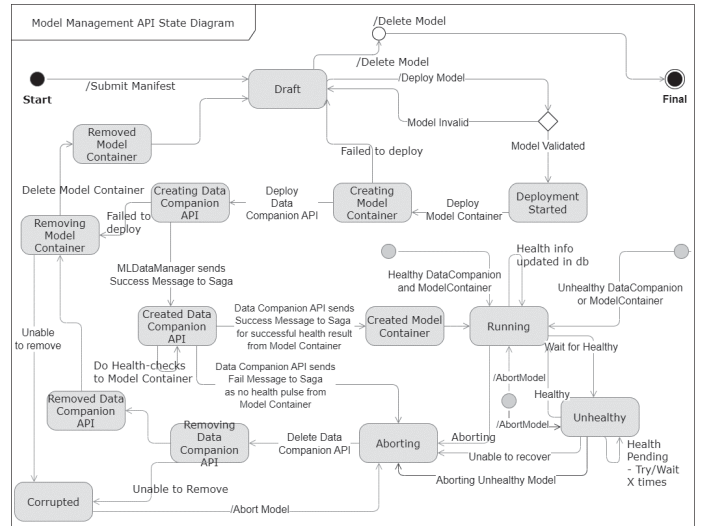 Model Management API State Diagram
/Delete Model
/Delete Model
/Submit Manifest
/Deploy Model
Start
Draft
Final
Model Invalid
Removed
Model
Container
Failed to deploy
Model Validated
Delete Model Container
Creating Data
Companion
API
Deploy
Data
Companion API
Creating
Model
Container
Deploy
Model Container
Deployment
Started
Removing
Model
Container
Failed to
deploy
MLDataManager sends
Success Message to Saga
Healthy DataCompanion
and ModelContainer
Health info
updated in db
Unhealthy DataCompanion
or ModelContainer
Unable
to remove
Created Data
Companion
API
Data Companion API sends
Success Message to Saga
for successful health result
from Model Container
Created Model
Container
Running
Wait for Healthy
Do Health-checks
to Model Container
Data Companion API sends
Fail Message to Saga
as no health pulse from
Model Container
/AbortModel
Healthy
/AbortModel
Unhealthy
Removed Data
Companion
API
Removing
Data
Companion
API
Delete Data
Companion API
Aborting
Aborting
Unable to recover
Health
Pending
- Try/Wait
X times
Aborting Unhealthy Model
Unable to Remove
Corrupted
/Abort Model